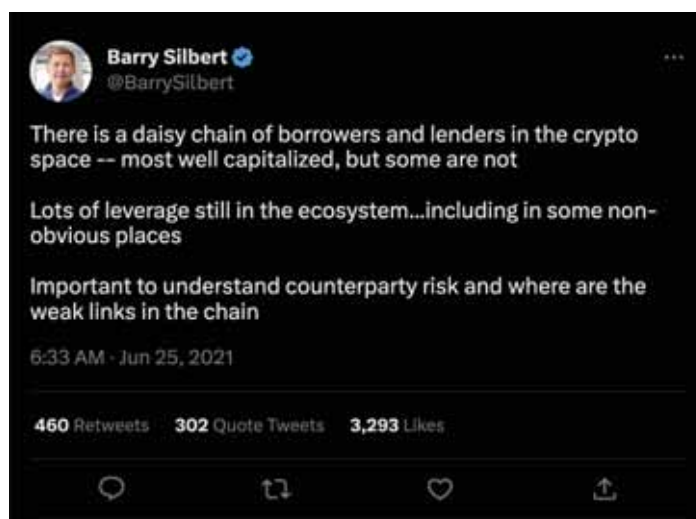 Barry Silbert
@BarrySilbert
There is a daisy chain of borrowers and lenders in the crypto
space -- most well capitalized, but some are not
Lots of leverage still in the ecosystem...including in some non-
obvious places
Important to understand counterparty risk and where are the
weak links in the chain
6:33 AM · Jun 25, 2021
460 Retweets 302 Quote Tweets 3,293 Likes